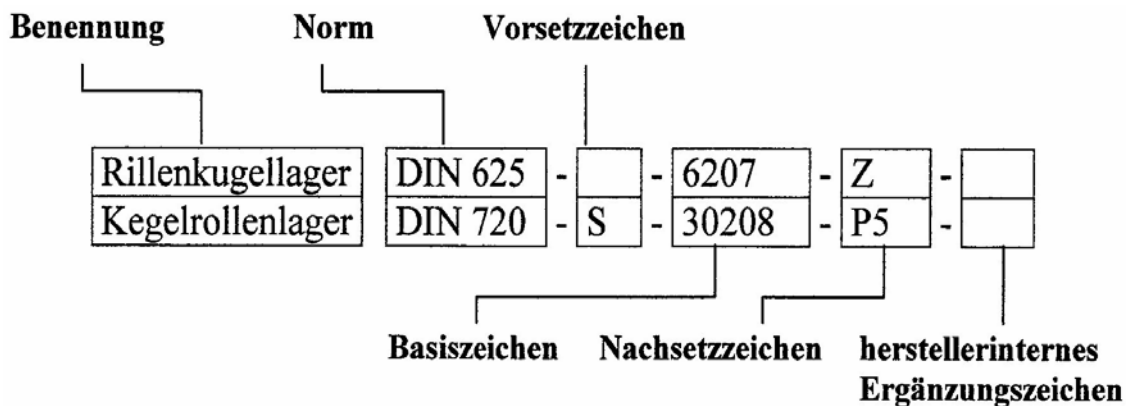 Benennung Norm Vorsetzzeichen
Rillenkugellager DIN 625 - - 6207 - Z -
Kegelrollenlager DIN 720 - S - 30208 - P5 -
Basiszeichen Nachsetzzeichen herstellerinternes
Ergänzungszeichen